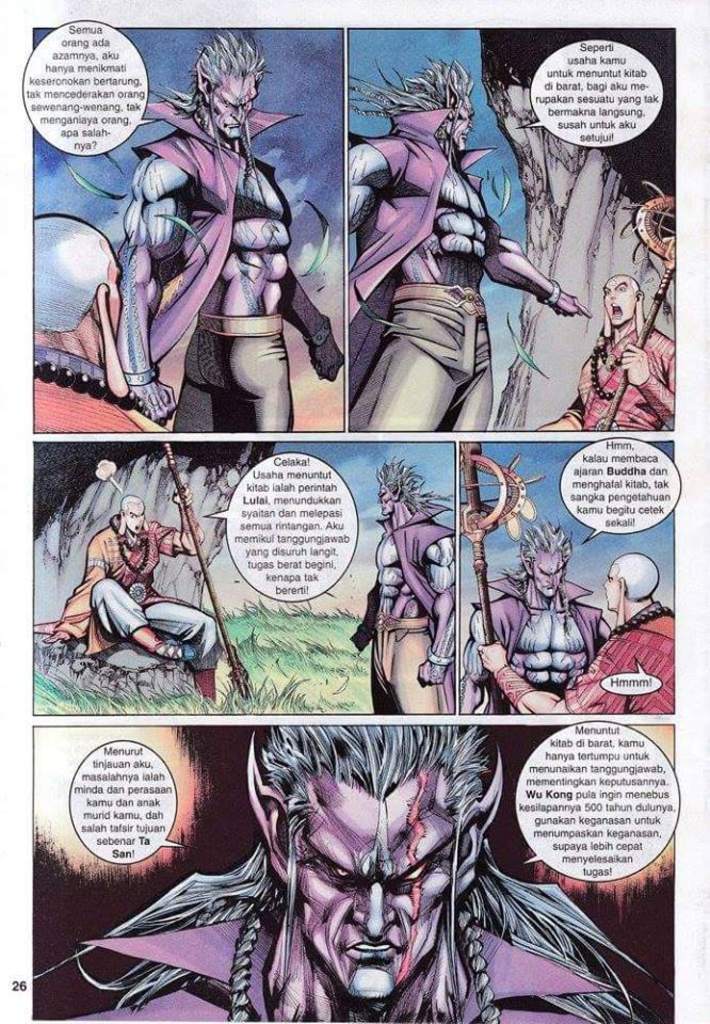 Semua
orang ada
azamnya, aku
hanya menikmati
keseronokan bertarung,
tak mencederakan orang
sewenang-wenang, tak
menganiaya orang,
apa salah-
nya?
Seperti
usaha kamu
untuk menuntut kitab
di barat, bagi aku me-
rupakan sesuatu yang tak
bermakna langsung,
susah untuk aku
setujui!
Celaka!
Usaha menuntut
kitab ialah perintah
Lulai, menundukkan
syaitan dan melepasi
semua rintangan. Aku
memikul tanggungjawab
yang disuruh langit,
tugas berat begini,
kenapa tak
bererti!
Hmm,
kalau membaca
ajaran Buddha dan
menghafal kitab, tak
sangka pengetahuan
kamu begitu cetek
sekali!
Hmmm!
Menurut
tinjauan aku,
masalahnya ialah
minda dan perasaan
kamu dan anak
murid kamu, dah
salah tafsir tujuan
sebenar Ta
San!
Menuntut
kitab di barat, kamu
hanya tertumpu untuk
menunaikan tanggungjawab,
mementingkan keputusannya.
Wu Kong pula ingin menebus
kesilapannya 500 tahun dulunya,
gunakan keganasan untuk
menumpaskan keganasan,
supaya lebih cepat
menyelesaikan
tugas!
26